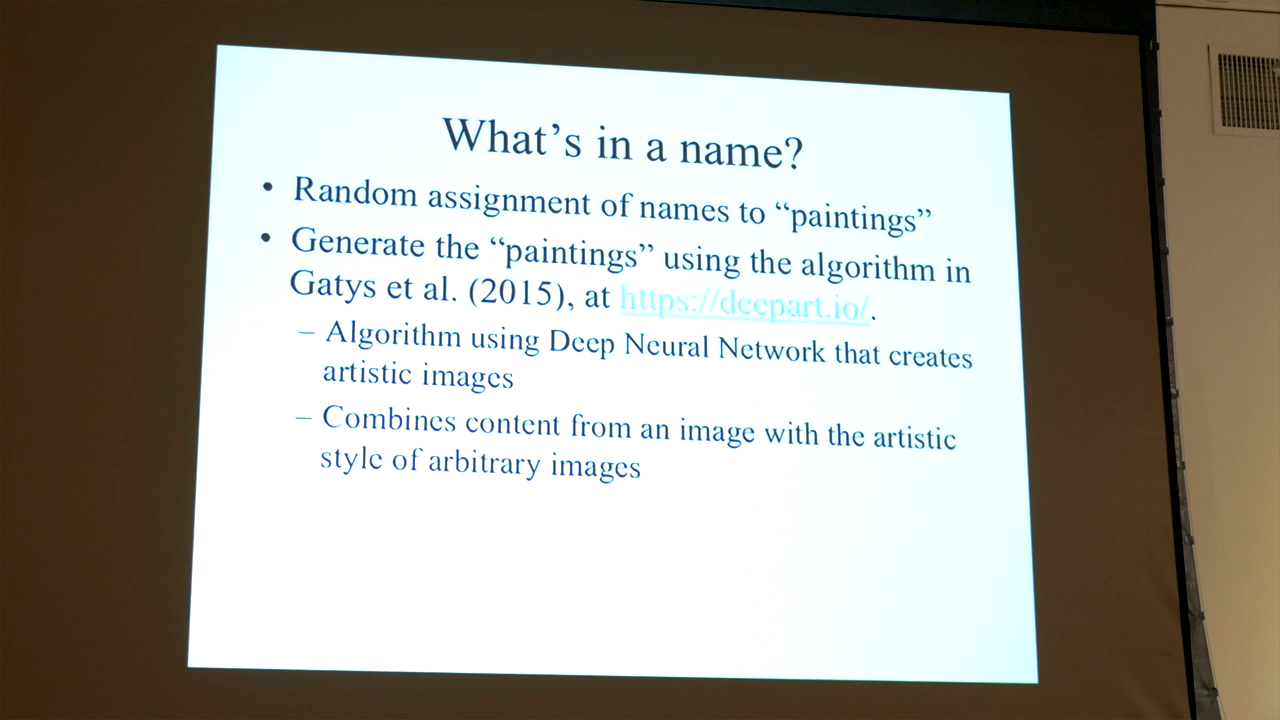 What's in a name?
• Random assignment of names to “paintings”
• Generate the “paintings” using the algorithm in
Gatys et al. (2015), at https://deepart.io/.
– Algorithm using Deep Neural Network that creates
artistic images
– Combines content from an image with the artistic
style of arbitrary images